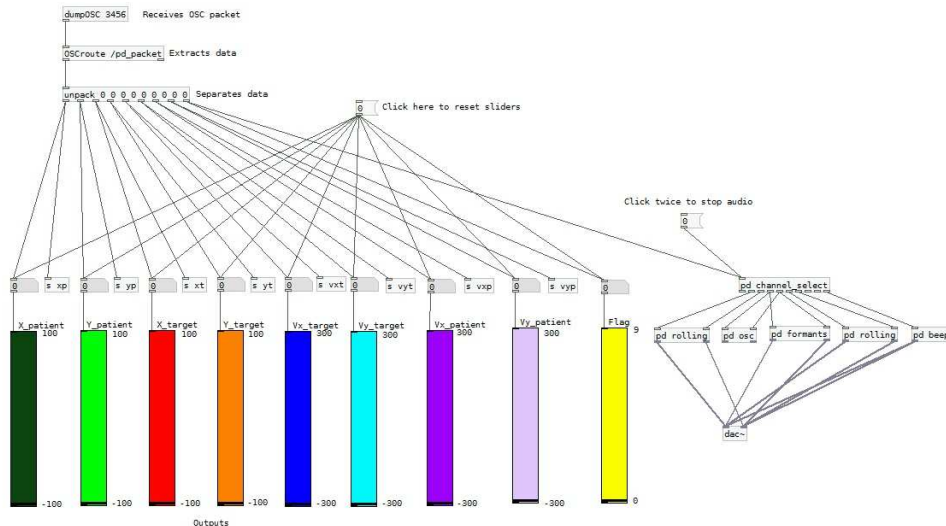 dumpOSC 3456 Receives OSC packet
OSCroute /pd_packet Extracts data
unpack 0 0 0 0 0 0 0 0 0 Separates data
0 Click here to reset sliders
Click twice to stop audio
0
0 s xp 0 s yp 0 s xt 0 s yt 0 s vxt 0 s vyt 0 s vxp 0 s vyp 0
pd channel_select
X_patient Y_patient X_target Y_target Vx_target Vy_target Vx_patient Vy_patient Flag
100 100 100 100 300 300 300 300 9
pd rolling pd osc pd formants pd rolling pd beep
dac~
-100 -100 -100 -100 -300 -300 -300 -300 0
Outputs